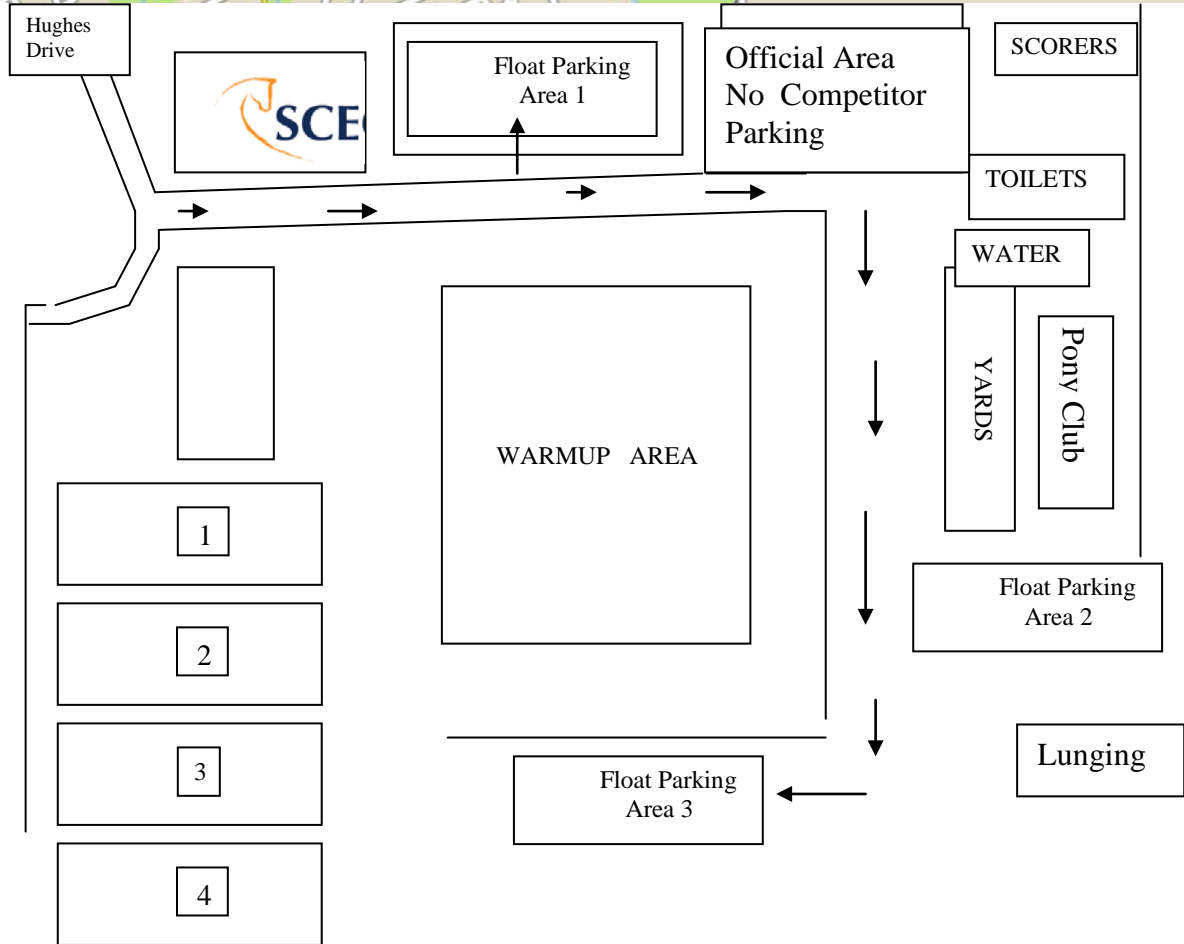 Hughes
Drive
SCE
Float Parking
Area 1
Official Area
No Competitor
Parking
SCORERS
TOILETS
WATER
YARDS
Pony Club
WARMUP AREA
1
2
3
4
Float Parking
Area 2
Lunging
Float Parking
Area 3